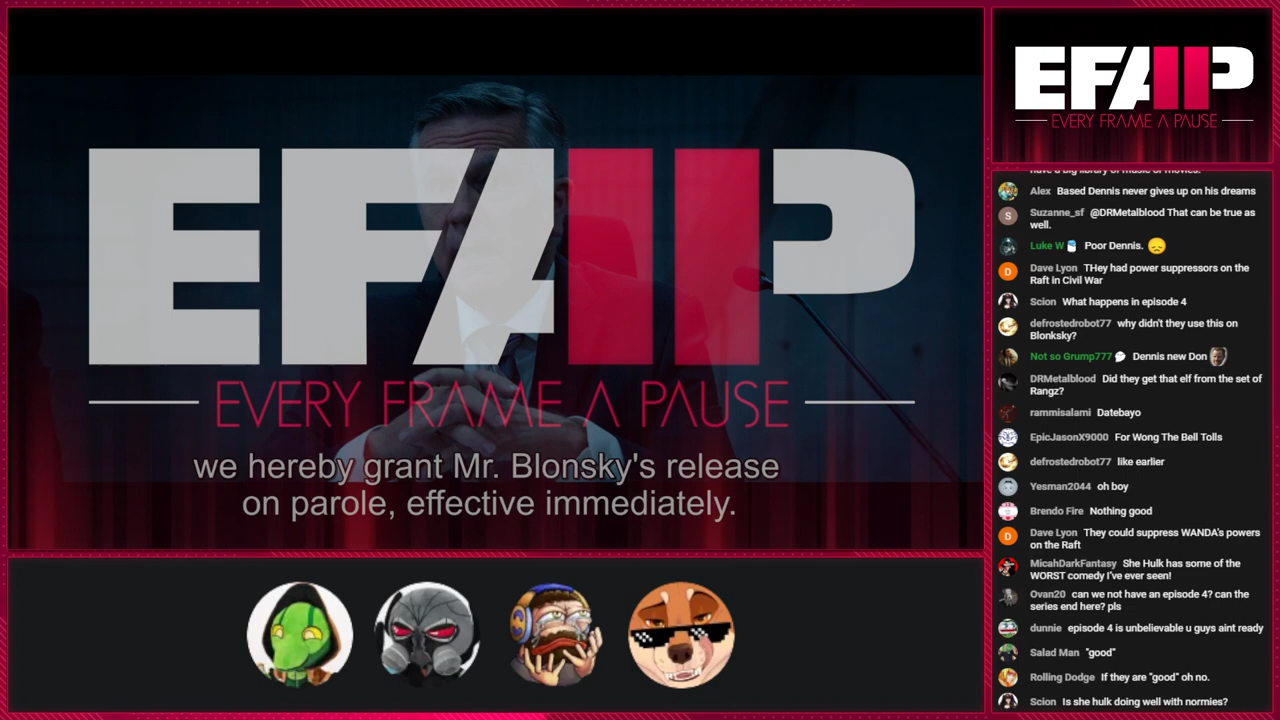 EFAP
EVERY FRAME A PAUSE
we hereby grant Mr. Blonsky's release
on parole, effective immediately.
EFAP
EVERY FRAME A PAUSE
have a big library of music or movies.
Alex Based Dennis never gives up on his dreams
S
Suzanne_sf @DRMetalblood That can be true as
well.
Luke W Poor Dennis.
D
Dave Lyon THey had power suppressors on the
Raft in Civil War
Scion What happens in episode 4
defrostedrobot77 why didn't they use this on
Blonksky?
Not so Grump777 Dennis new Don
DRMetalblood Did they get that elf from the set of
Rangz?
rammisalami Datebayo
EpicJasonX9000 For Wong The Bell Tolls
defrostedrobot77 like earlier
Yesman2044 oh boy
Brendo Fire Nothing good
D
Dave Lyon They could suppress WANDA's powers
on the Raft
MicahDarkFantasy She Hulk has some of the
WORST comedy I've ever seen!
Ovan20 can we not have an episode 4? can the
series end here? pls
dunnie episode 4 is unbelievable u guys aint ready
Salad Man "good"
Rolling Dodge If they are "good" oh no.
Scion Is she hulk doing well with normies?